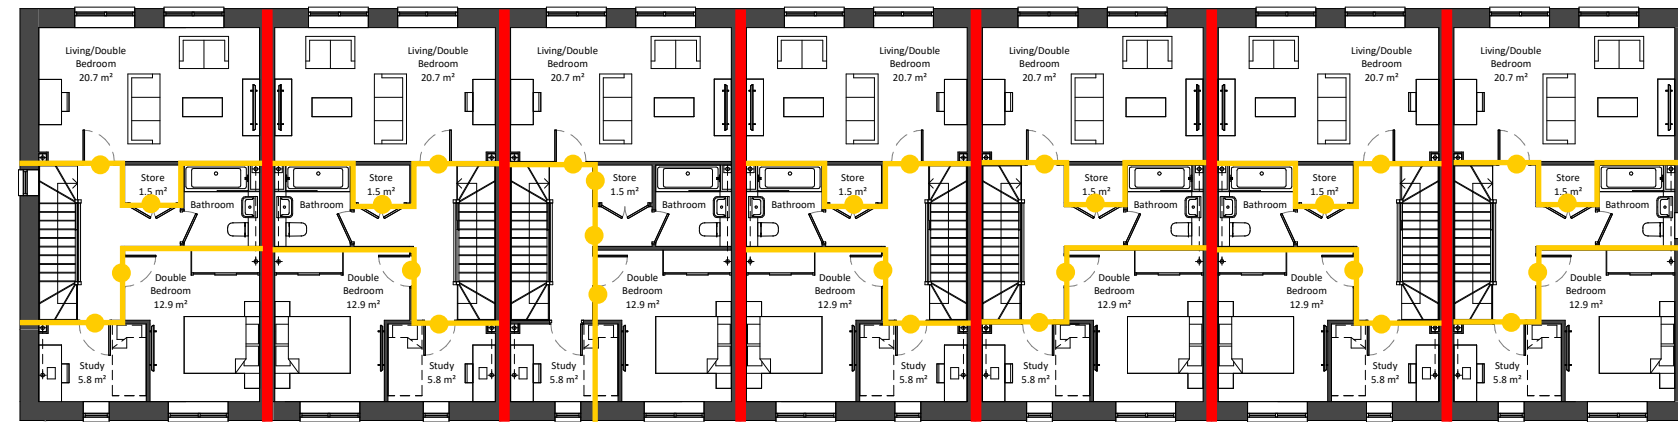 Living/Double
Bedroom
20.7 m²
Living/Double
Bedroom
20.7 m²
Living/Double
Bedroom
20.7 m²
Living/Double
Bedroom
20.7 m²
Living/Double
Bedroom
20.7 m²
Living/Double
Bedroom
20.7 m²
Living/Double
Bedroom
20.7 m²
Store
1.5 m²
Bathroom
Store
1.5 m²
Bathroom
Store
1.5 m²
Bathroom
Store
1.5 m²
Bathroom
Store
1.5 m²
Bathroom
Store
1.5 m²
Bathroom
Store
1.5 m²
Bathroom
Double
Bedroom
12.9 m²
Double
Bedroom
12.9 m²
Double
Bedroom
12.9 m²
Double
Bedroom
12.9 m²
Double
Bedroom
12.9 m²
Double
Bedroom
12.9 m²
Double
Bedroom
12.9 m²
Study
5.8 m²
Study
5.8 m²
Study
5.8 m²
Study
5.8 m²
Study
5.8 m²
Study
5.8 m²
Study
5.8 m²